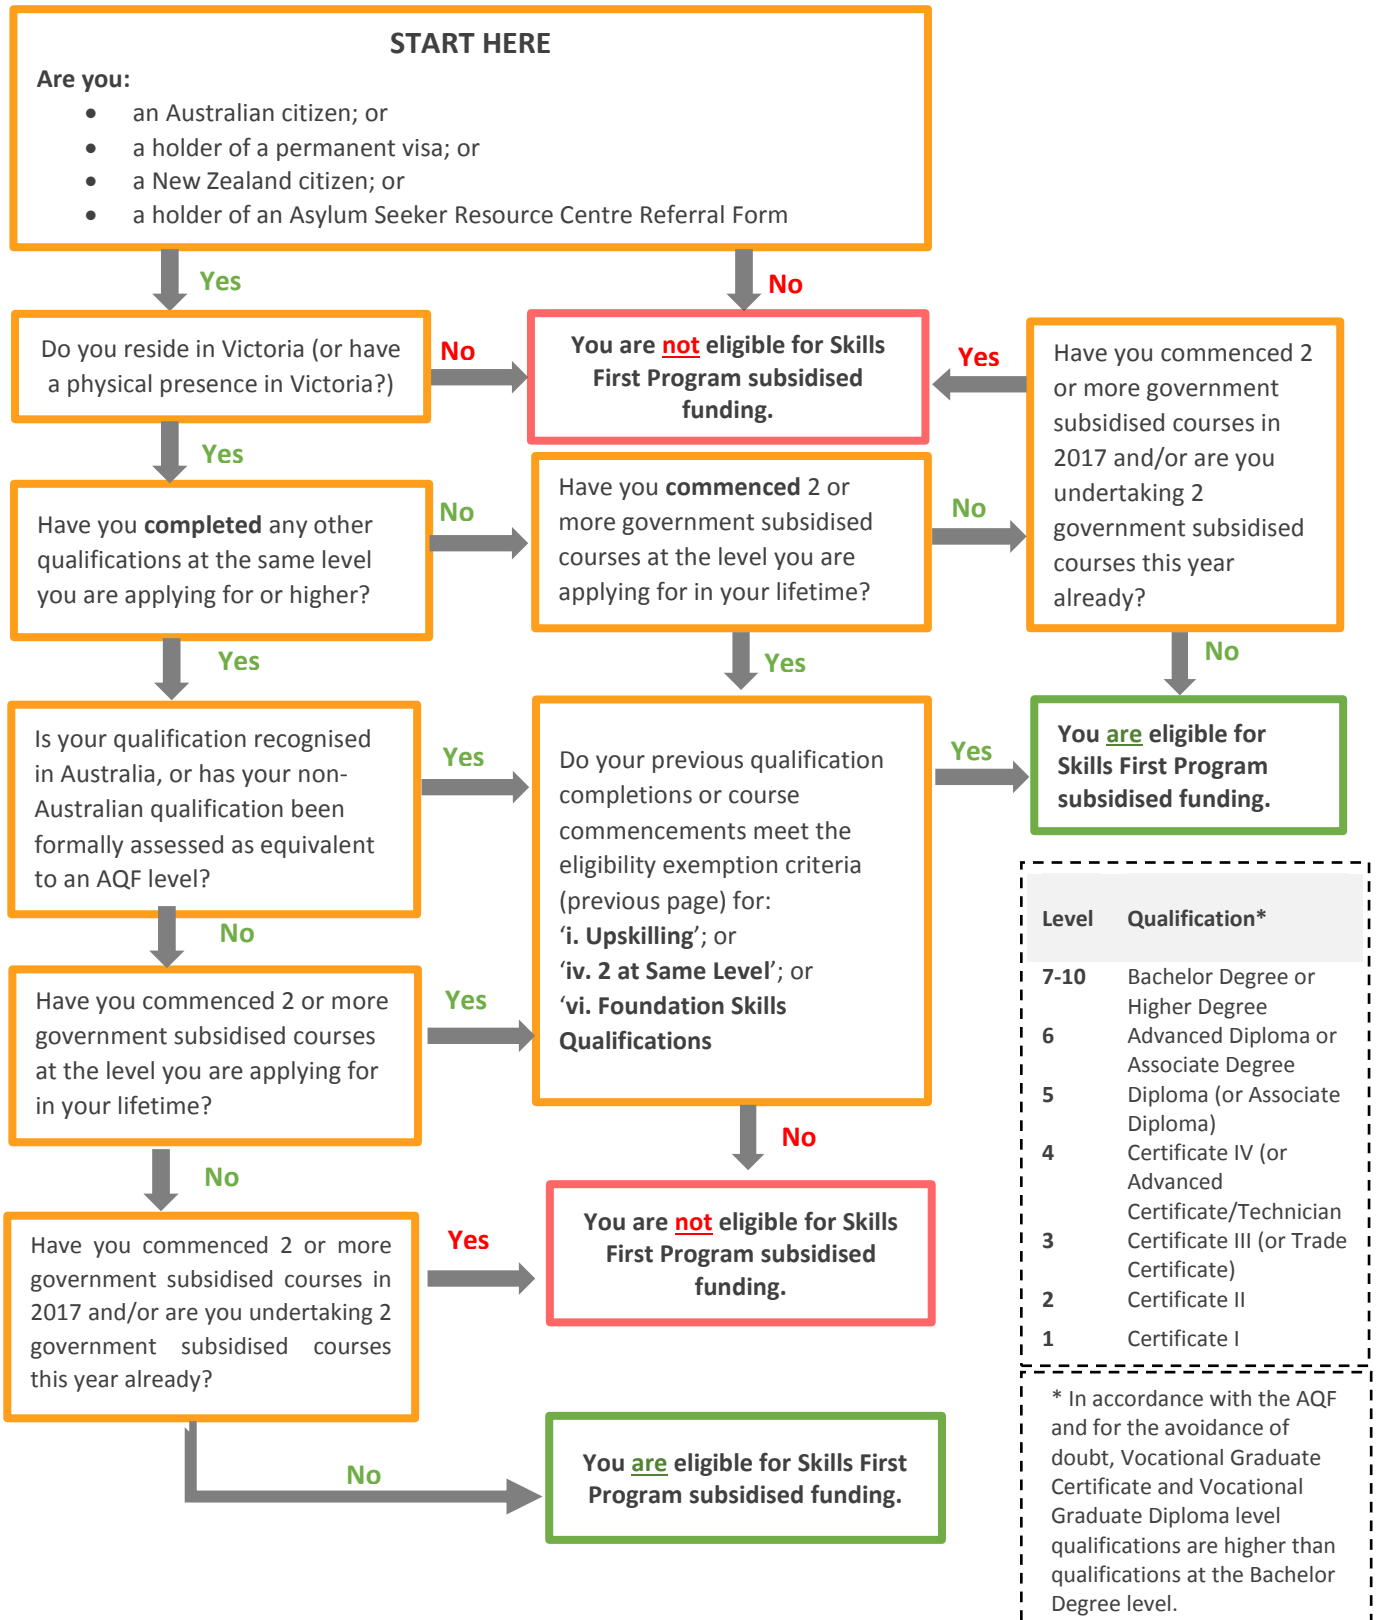 START HERE
Are you:
• an Australian citizen; or
• a holder of a permanent visa; or
• a New Zealand citizen; or
• a holder of an Asylum Seeker Resource Centre Referral Form
Yes
No
Do you reside in Victoria (or have
a physical presence in Victoria?)
No
You are not eligible for Skills
First Program subsidised
funding.
Yes
Have you commenced 2
or more government
subsidised courses in
2017 and/or are you
undertaking 2
government subsidised
courses this year
already?
Yes
Have you completed any other
qualifications at the same level
you are applying for or higher?
No
Have you commenced 2 or
more government subsidised
courses at the level you are
applying for in your lifetime?
No
Yes
Yes
No
Is your qualification recognised
in Australia, or has your non-
Australian qualification been
formally assessed as equivalent
to an AQF level?
Yes
Do your previous qualification
completions or course
commencements meet the
eligibility exemption criteria
(previous page) for:
‘i. Upskilling’; or
‘iv. 2 at Same Level’; or
‘vi. Foundation Skills
Qualifications
Yes
You are eligible for
Skills First Program
subsidised funding.
No
Have you commenced 2 or more
government subsidised courses
at the level you are applying for
in your lifetime?
Yes
No
No
Have you commenced 2 or more
government subsidised courses in
2017 and/or are you undertaking 2
government subsidised courses
this year already?
Yes
You are not eligible for Skills
First Program subsidised
funding.
No
You are eligible for Skills First
Program subsidised funding.
Level Qualification*
7-10 Bachelor Degree or
Higher Degree
6 Advanced Diploma or
Associate Degree
5 Diploma (or Associate
Diploma)
4 Certificate IV (or
Advanced
Certificate/Technician
3 Certificate III (or Trade
Certificate)
2 Certificate II
1 Certificate I
* In accordance with the AQF
and for the avoidance of
doubt, Vocational Graduate
Certificate and Vocational
Graduate Diploma level
qualifications are higher than
qualifications at the Bachelor
Degree level.